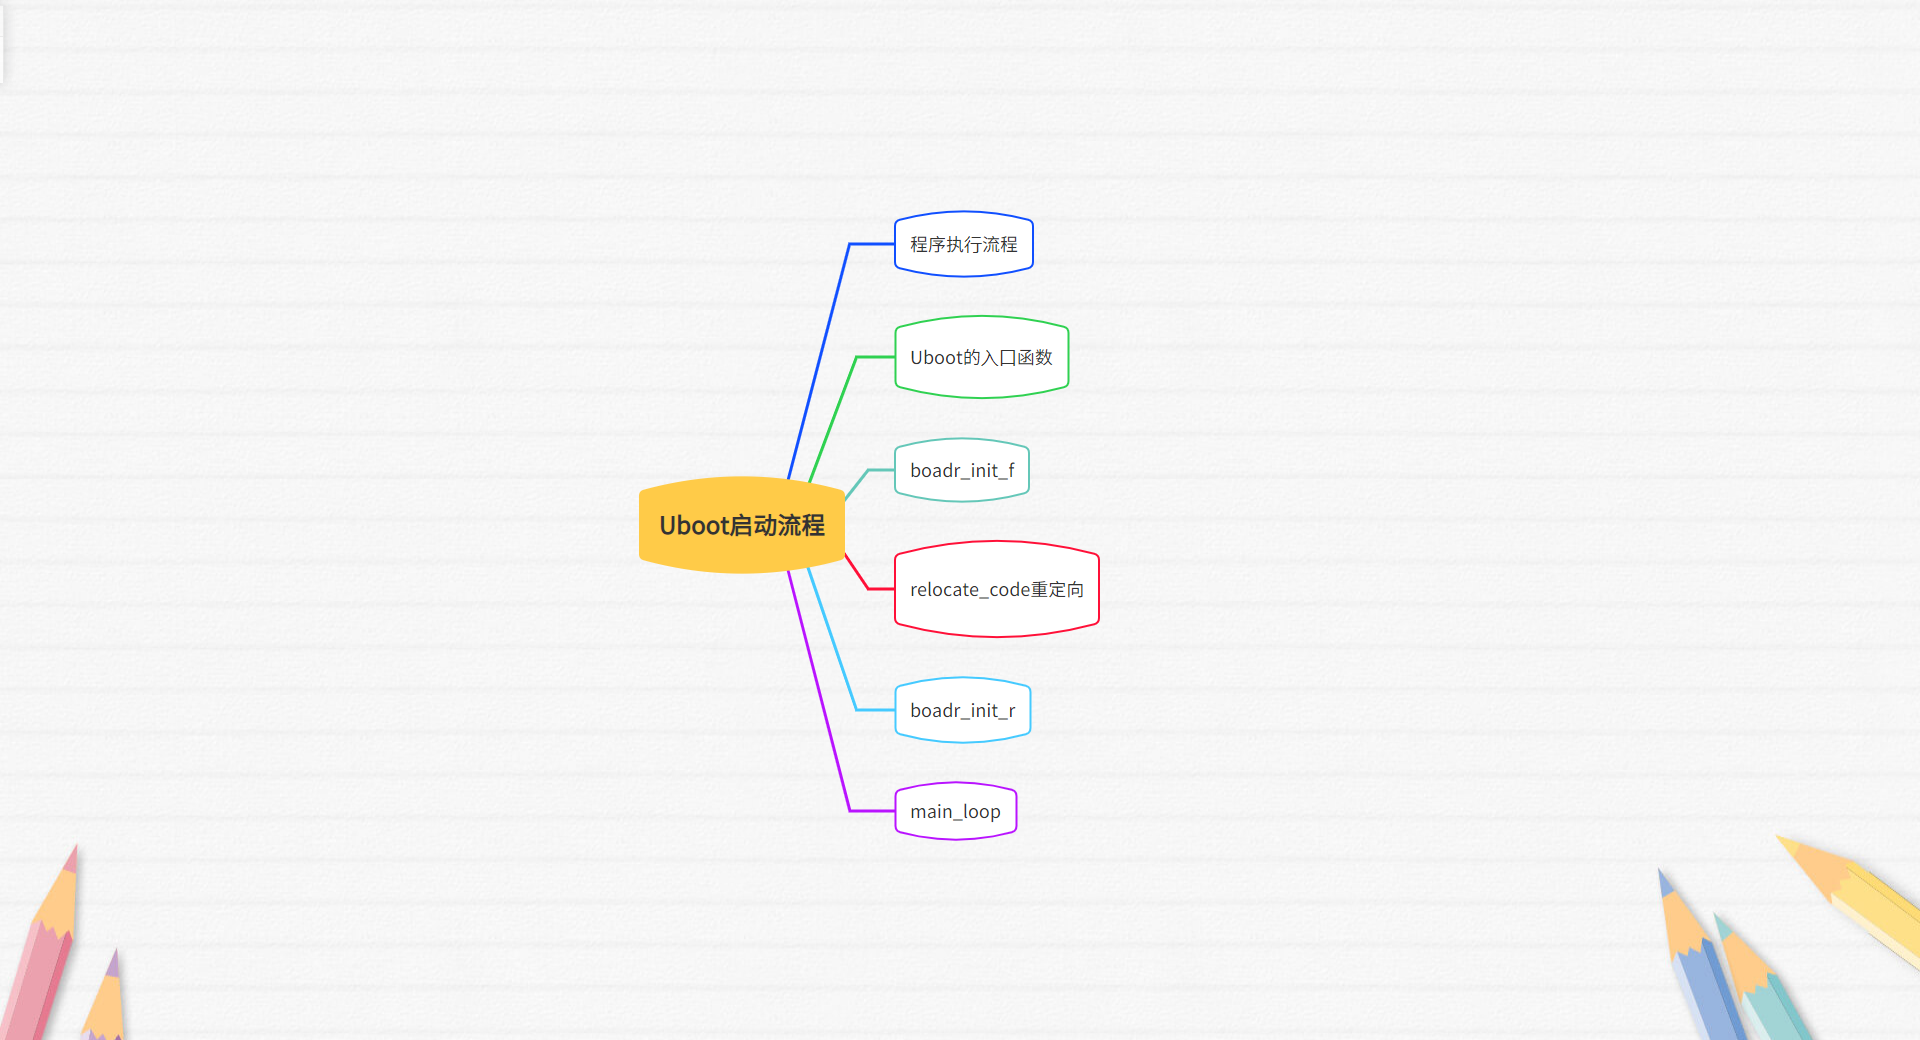 程序执行流程
Uboot的入口函数
boadr_init_f
Uboot启动流程
relocate_code重定向
boadr_init_r
main_loop